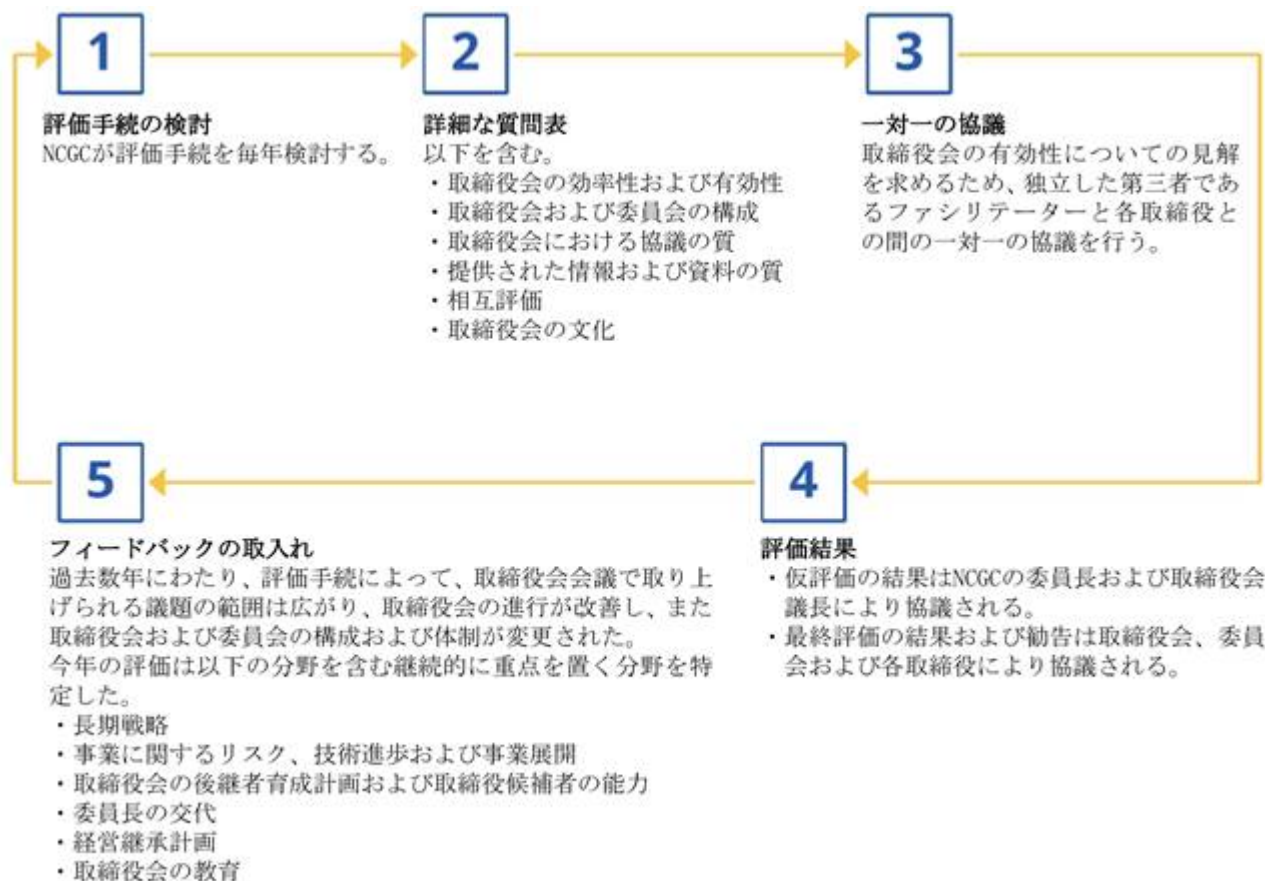 1
評価手続の検討
NCGCが評価手続を毎年検討する。
2
詳細な質問表
以下を含む。
・取締役会の効率性および有効性
・取締役会および委員会の構成
・取締役会における協議の質
・提供された情報および資料の質
・相互評価
・取締役会の文化
3
一対一の協議
取締役会の有効性についての見解
を求めるため、独立した第三者であ
るファシリテーターと各取締役と
の間の一対一の協議を行う。
4
評価結果
・仮評価の結果はNCGCの委員長および取締役会
議長により協議される。
・最終評価の結果および勧告は取締役会、委員
会および各取締役により協議される。
5
フィードバックの取入れ
過去数年にわたり、評価手続によって、取締役会会議で取り上
げられる議題の範囲は広がり、取締役会の進行が改善し、また
取締役会および委員会の構成および体制が変更された。
今年の評価は以下の分野を含む継続的に重点を置く分野を特
定した。
・長期戦略
・事業に関するリスク、技術進歩および事業展開
・取締役会の後継者育成計画および取締役候補者の能力
・委員長の交代
・経営継承計画
・取締役会の教育